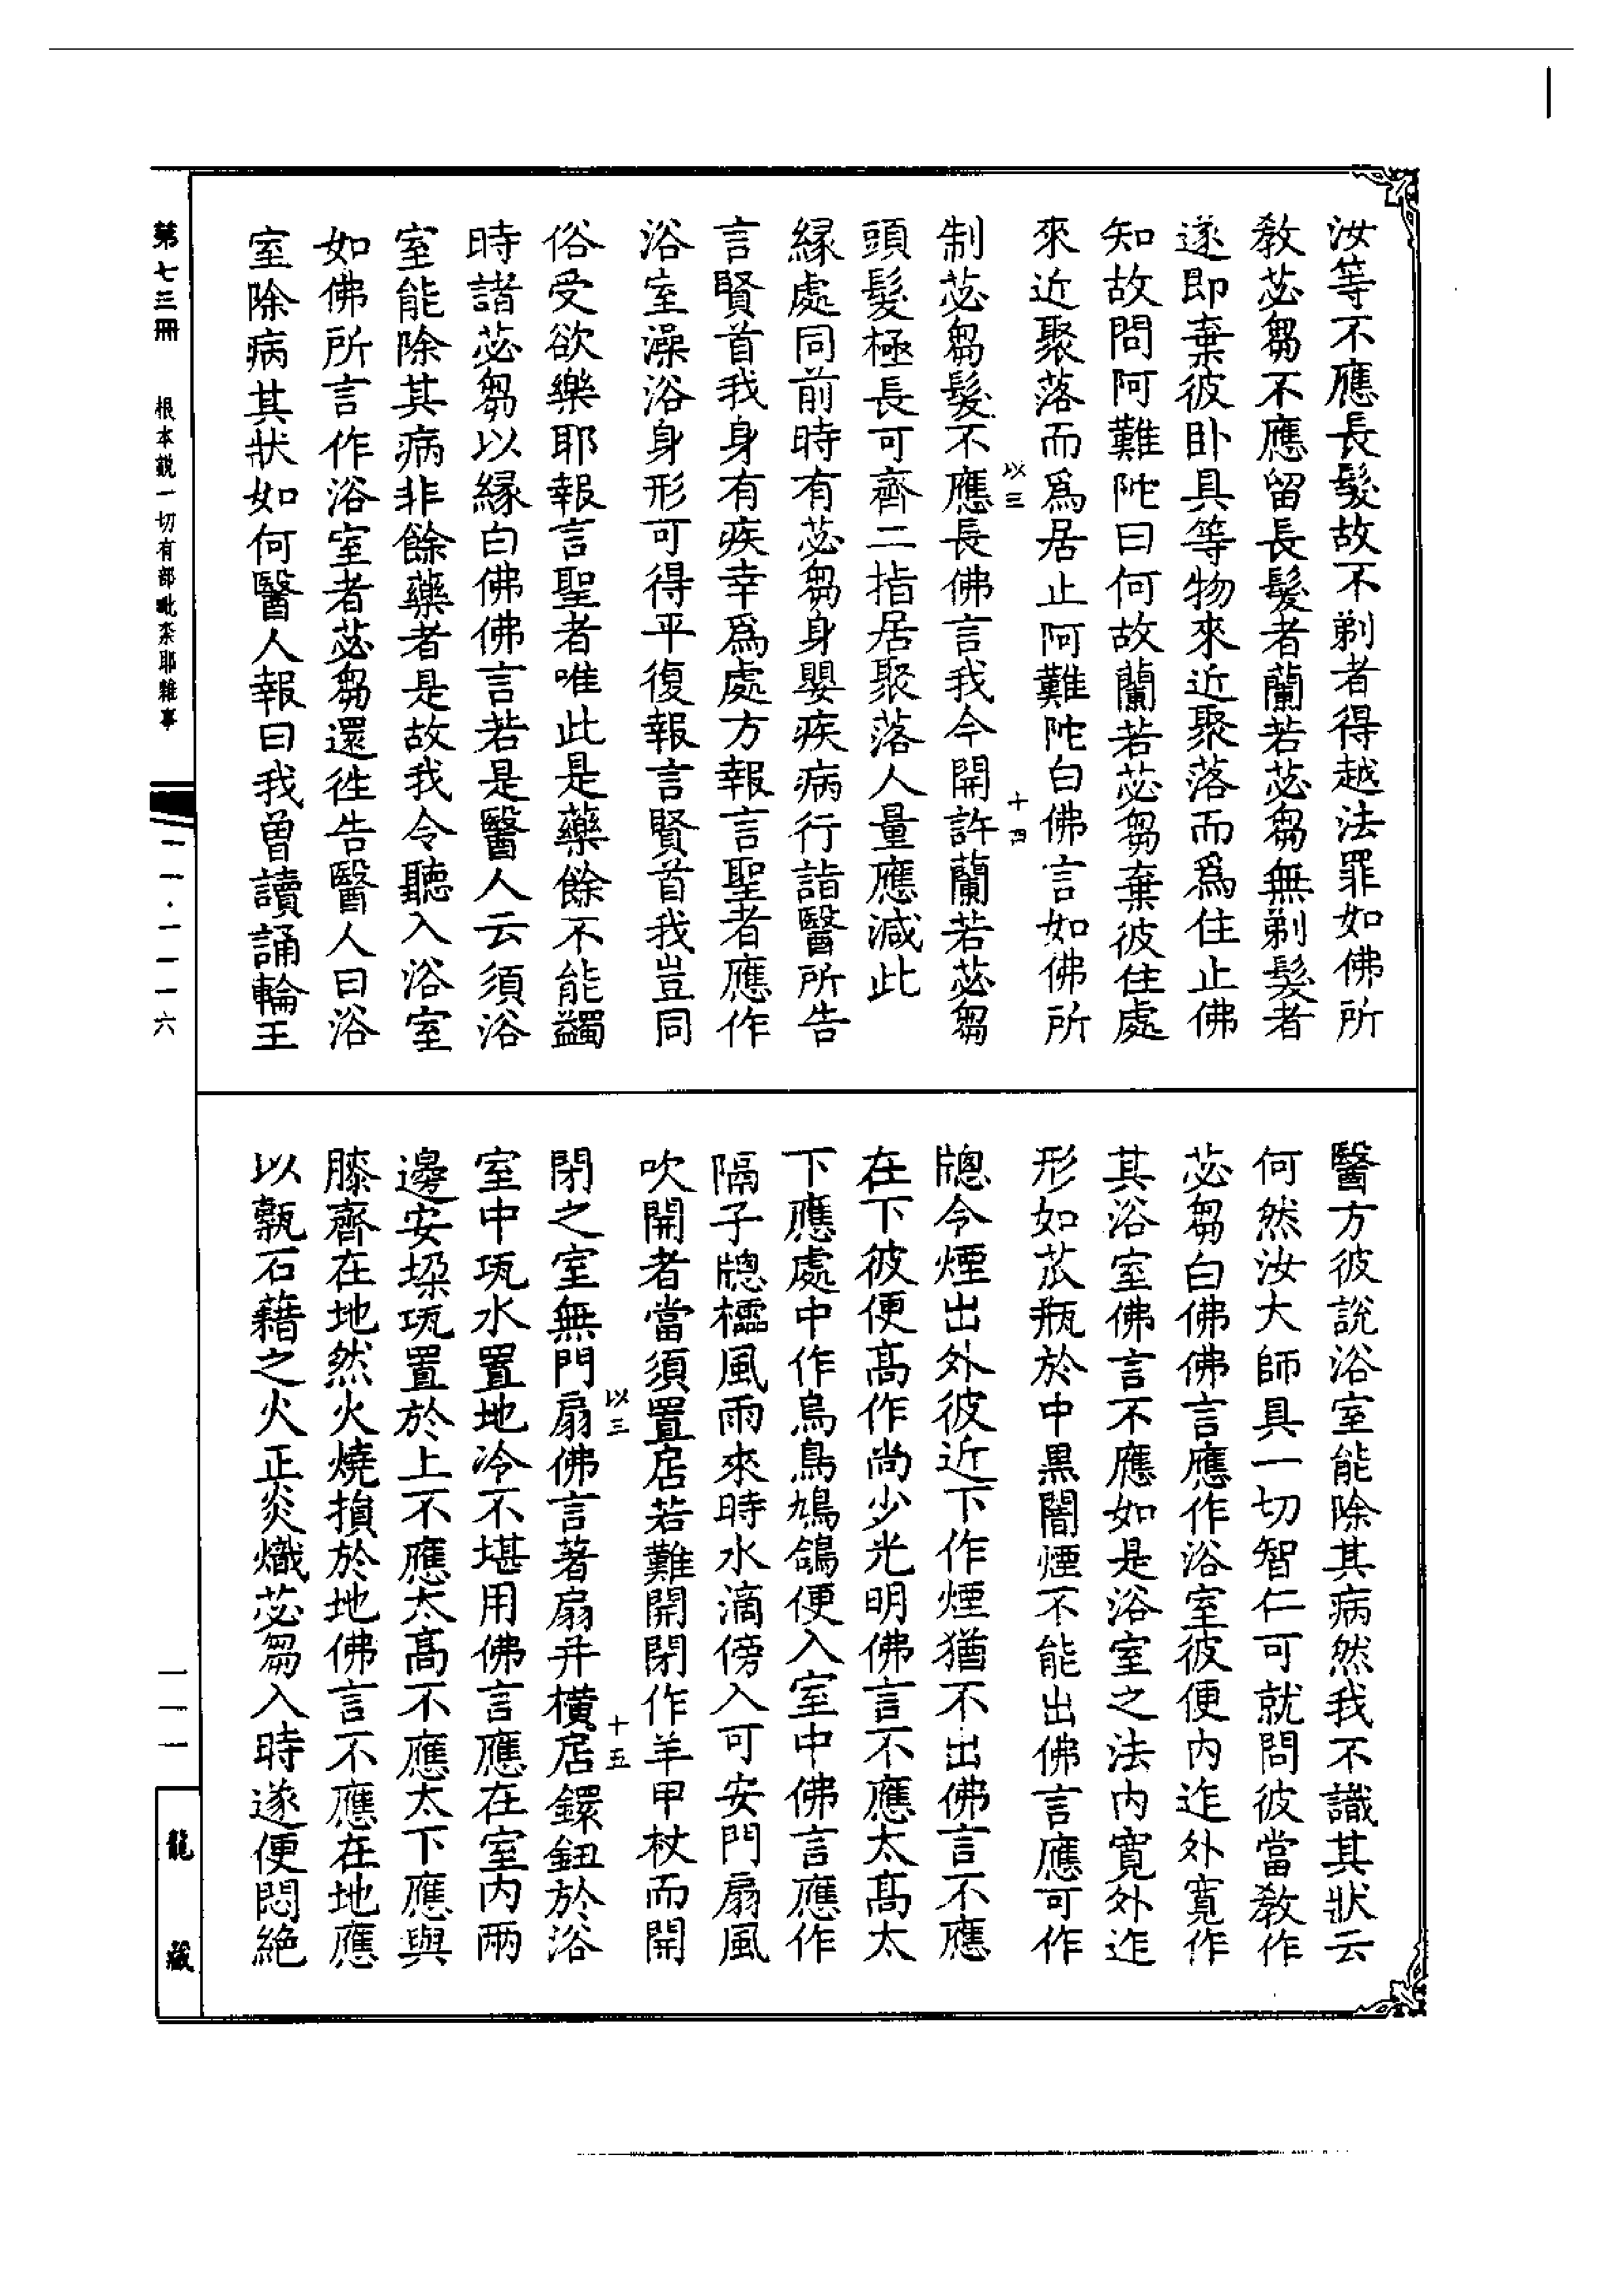 汝等不應長髮故不剃者得越法罪如佛所
教苾芻不應留長髮者蘭若苾芻無剃髮者
遂即棄彼卧具等物來近聚落而爲住止佛
知故問阿難陀曰何故蘭若苾芻棄彼住處
來近聚落而爲居止阿難陀白佛言如佛所
以三
十四
制苾芻髮不應長佛言我今開許蘭若苾芻
頭髮極長可齊二指居聚落人量應減此
緣處同前時有苾芻身嬰疾病行詣醫所告
言賢首我身有疾幸爲處方報言聖者應作
浴室澡浴身形可得平復報言賢首我豈同
俗受欲樂耶報言聖者唯此是藥餘不能蠲
時諸苾芻以緣白佛佛言若是醫人云須浴
室能除其病非餘藥者是故我令聽入浴室
如佛所言作浴室者苾芻還徃告醫人曰浴
室除病其狀如何醫人報曰我曾讀誦輪王
醫方彼說浴室能除其病然我不識其狀云
何然汝大師具一切智仁可就問彼當教作
苾芻白佛佛言應作浴室彼便內迮外寬作
其浴室佛言不應如是浴室之法內寬外迮
形如苽瓶於中黑闇煙不能出佛言應可作
牕令煙出外彼近下作煙猶不出佛言不應
在下彼便高作尚少光明佛言不應太高太
下應處中作烏鳥鳩鴿便入室中佛言應作
隔子牕櫺風雨來時水滴傍入可安門扇風
吹開者當須置扂若難開閉作羊甲杖而開
以三
十五
閉之室無門扇佛言著扇并橫扂鐶鈕於浴
室中瓨水置地冷不堪用佛言應在室內兩
邊安垜瓨置於上不應太高不應太下應與
膝齊在地然火燒損於地佛言不應在地應
以甎石藉之火正炎熾苾芻入時遂便悶絕
第七三冊
根本說一切有部毗奈耶雜事
一一·一一一六
一一一
龍藏